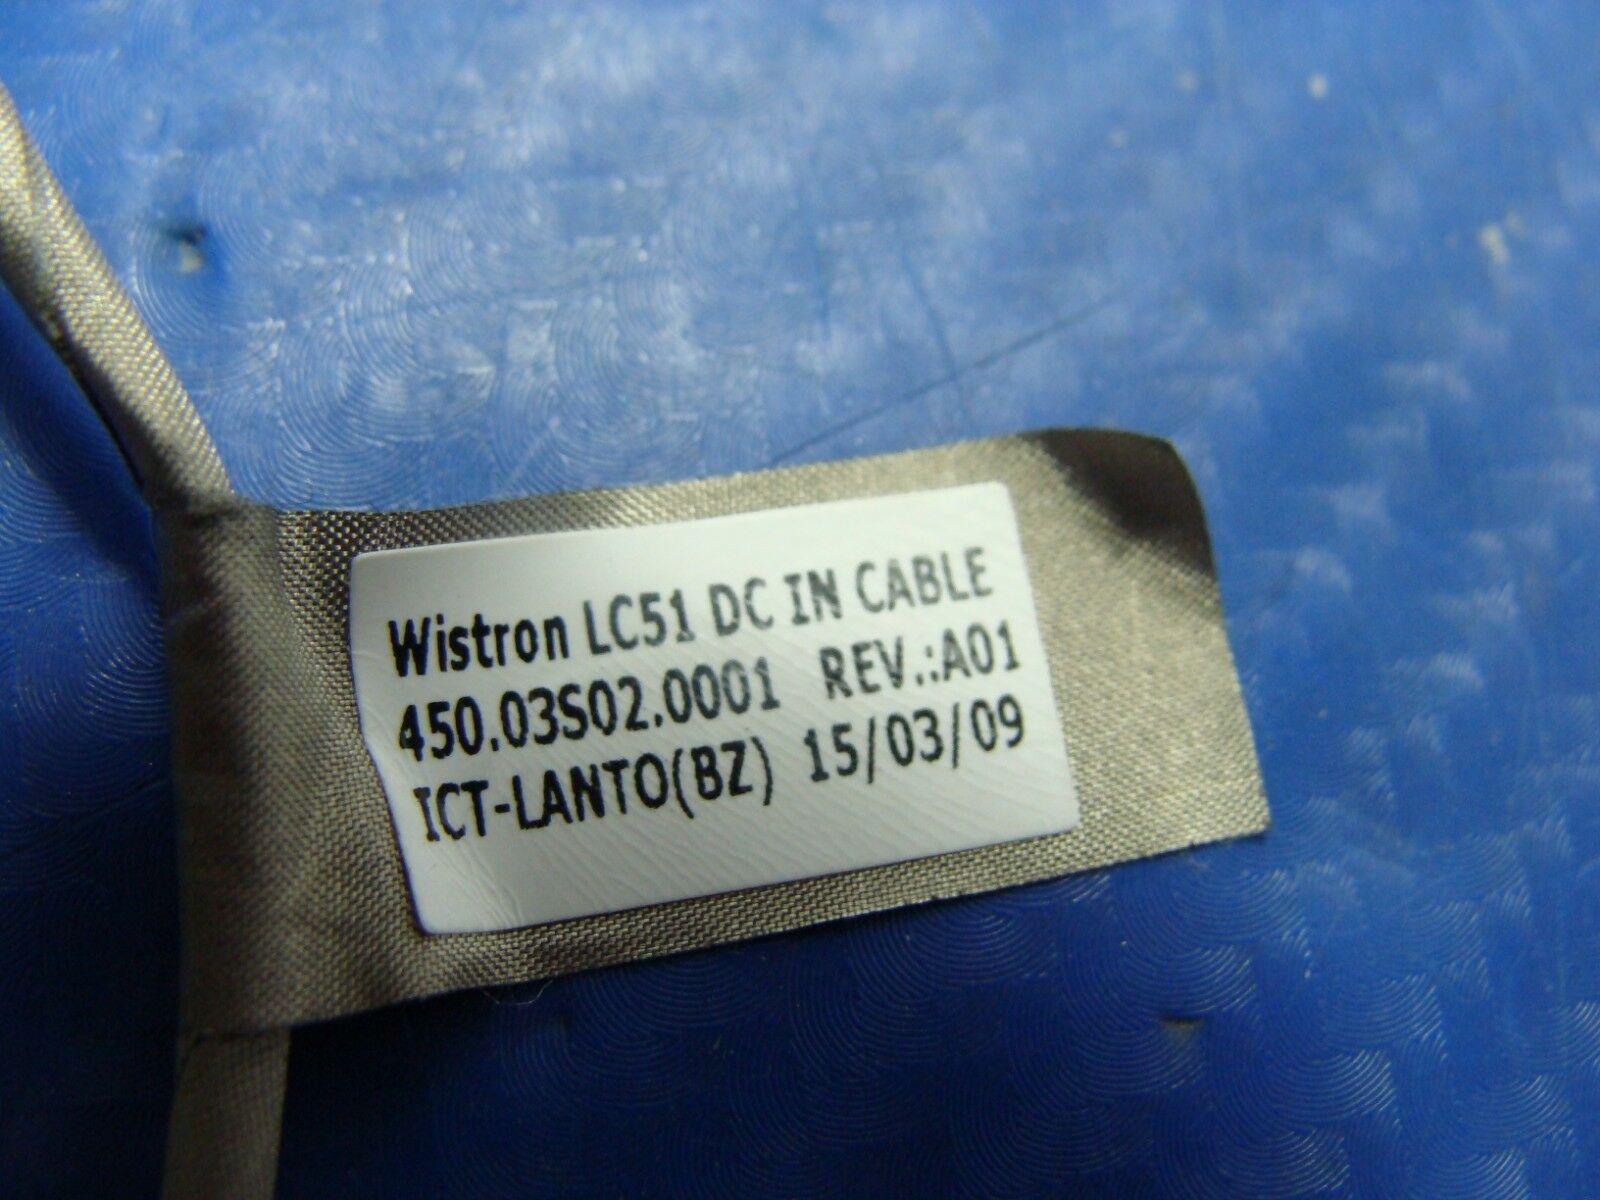 Wistron LC51 DC IN CABLE
450.03S02.0001 REV.:A01
ICT-LANTO(BZ) 15/03/09